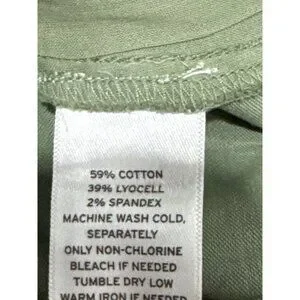 59% COTTON
39% LYOCELL
2% SPANDEX
MACHINE WASH COLD,
SEPARATELY
ONLY NON-CHLORINE
BLEACH IF NEEDED
TUMBLE DRY LOW
WARM IRON IF NEEDED